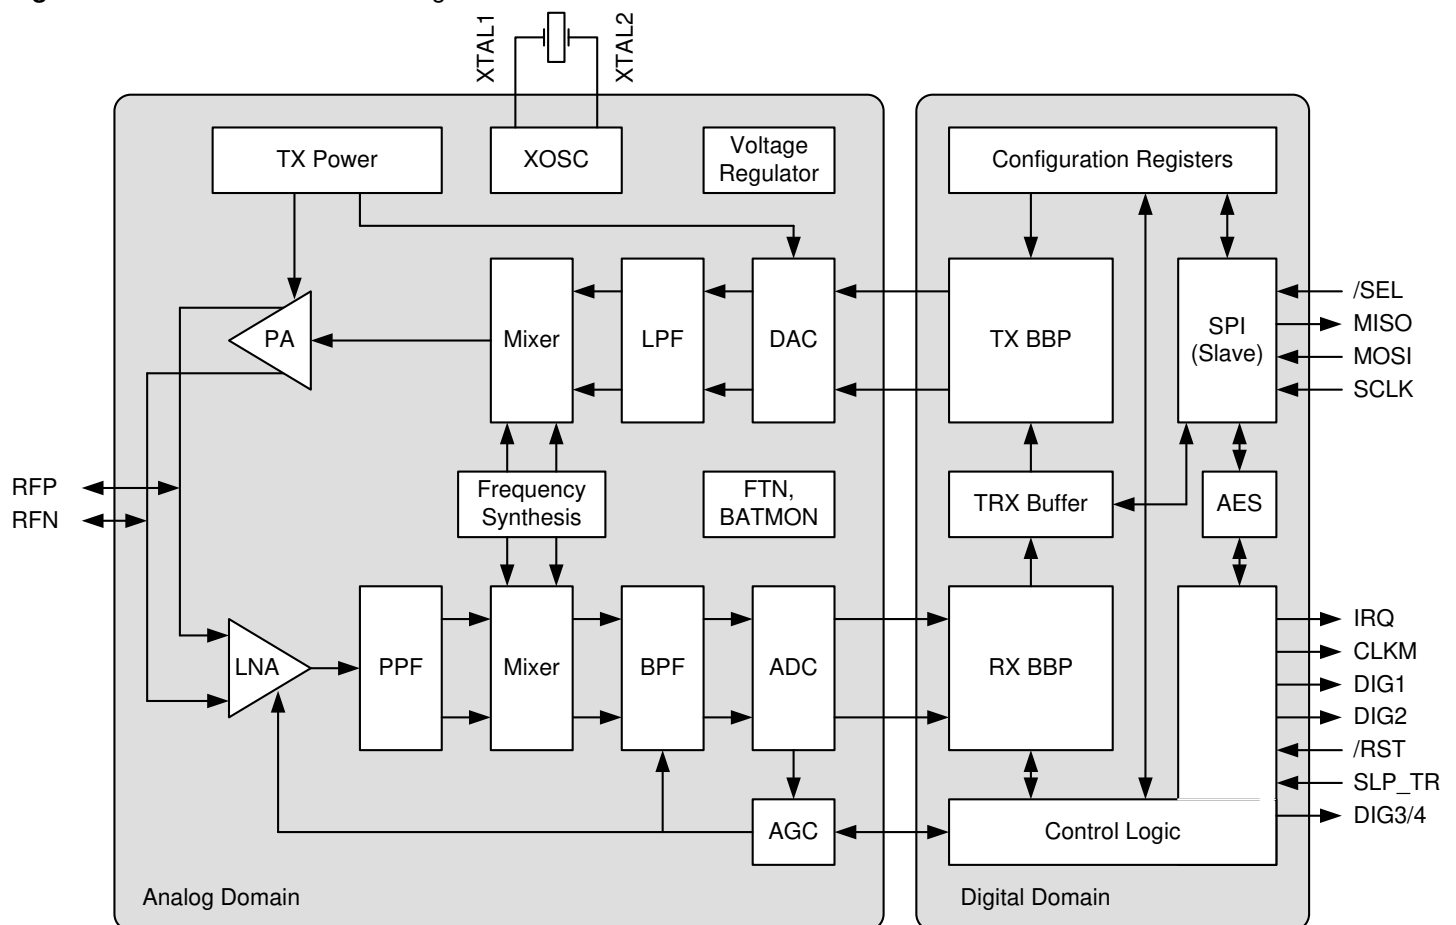 XTAL1
XTAL2
TX Power
XOSC
Voltage
Regulator
Configuration Registers
PA
Mixer
LPF
DAC
TX BBP
SPI
(Slave)
/SEL
MISO
MOSI
SCLK
RFP
RFN
Frequency
Synthesis
FTN,
BATMON
TRX Buffer
AES
LNA
PPF
Mixer
BPF
ADC
RX BBP
IRQ
CLKM
DIG1
DIG2
/RST
SLP_TR
DIG3/4
AGC
Control Logic
Analog Domain
Digital Domain